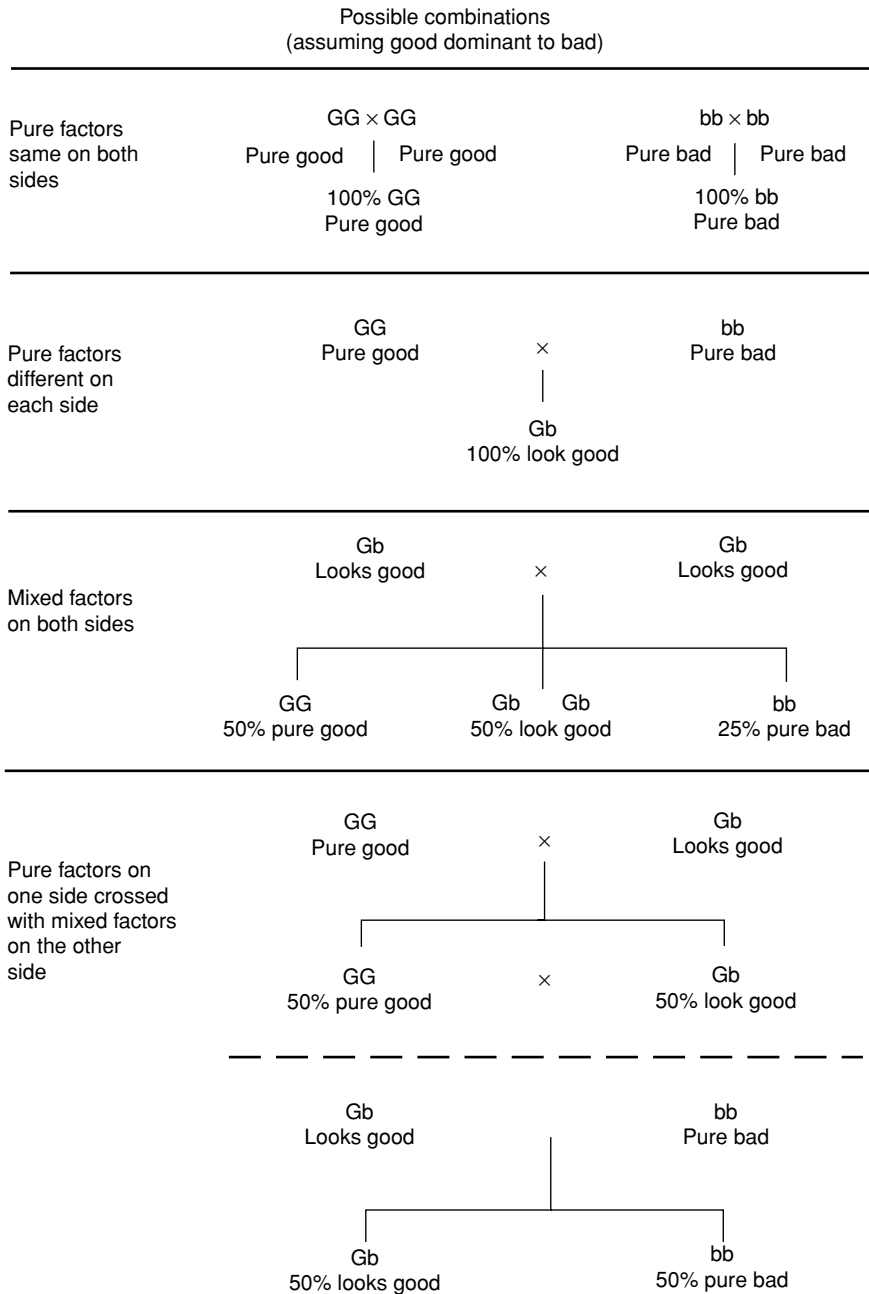 Possible combinations
(assuming good dominant to bad)
Pure factors
same on both
sides
GG × GG
Pure good Pure good
100% GG
Pure good
bb × bb
Pure bad Pure bad
100% bb
Pure bad
Pure factors
different on
each side
GG
Pure good
×
bb
Pure bad
Gb
100% look good
Mixed factors
on both sides
Gb
Looks good
×
Gb
Looks good
GG
50% pure good
Gb Gb
50% look good
bb
25% pure bad
Pure factors on
one side crossed
with mixed factors
on the other
side
GG
Pure good
×
Gb
Looks good
GG
50% pure good
×
Gb
50% look good
Gb
Looks good
bb
Pure bad
Gb
50% looks good
bb
50% pure bad